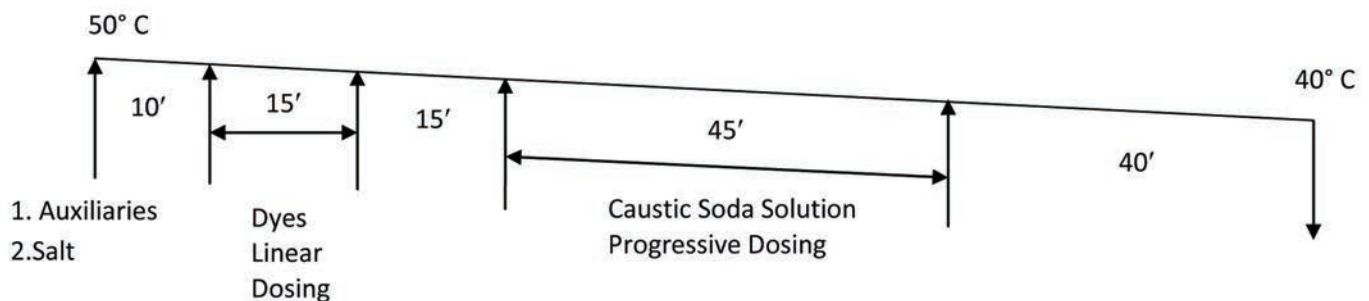 50° C
40° C
10′
15′
15′
45′
40′
1. Auxiliaries
2.Salt
Dyes
Linear
Dosing
Caustic Soda Solution
Progressive Dosing